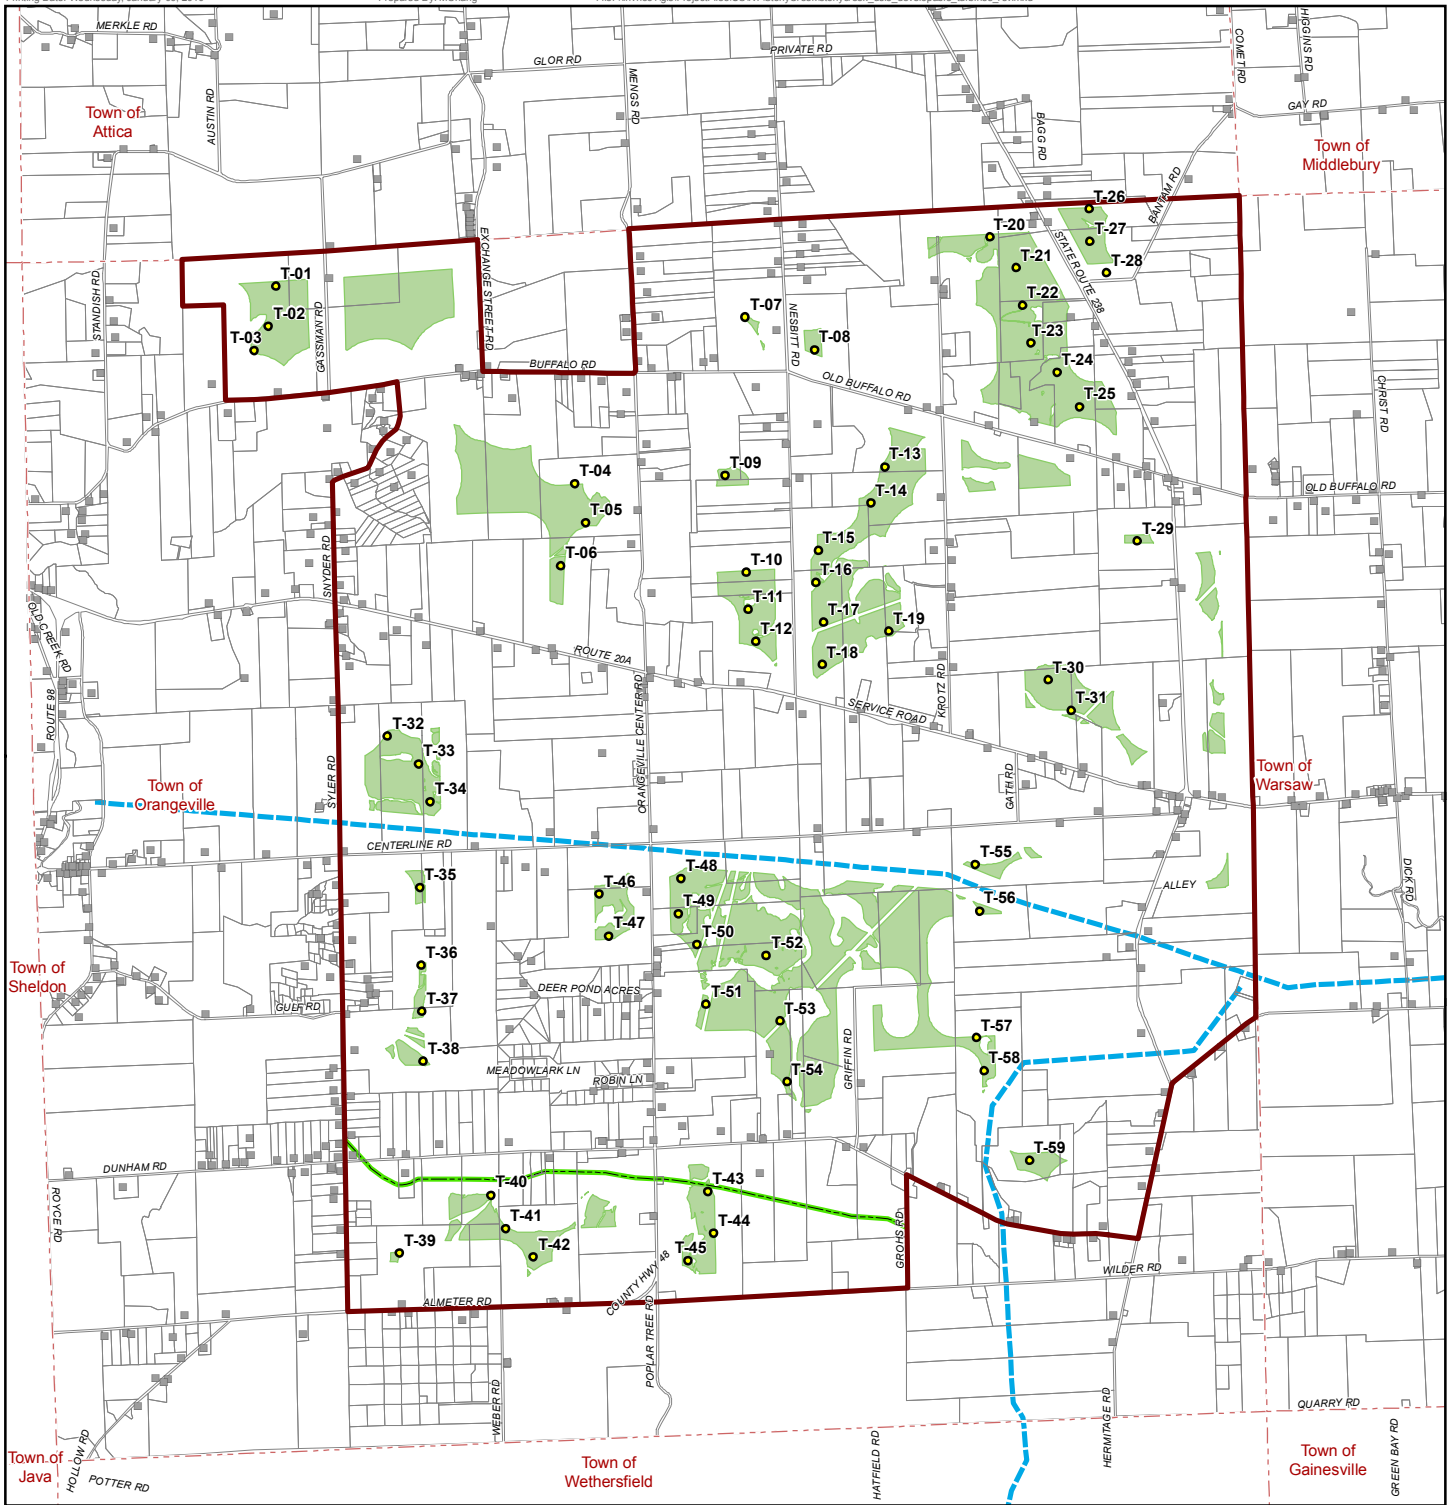 MERKLE RD
GLOR RD
PRIVATE RD
HIGGINS RD
COMET RD
GAY RD
Town of
Attica
AUSTIN RD
MENGS RD
BAGG RD
Town of
Middlebury
BANTAM RD
T-26
T-20
T-27
T-21
T-28
STATE ROUTE 238
EXCHANGE STREET RD
STANDISH RD
T-01
T-02
T-03
GASSMAN RD
T-22
T-07
NESBITT RD
T-08
T-23
BUFFALO RD
T-24
OLD BUFFALO RD
T-25
CHRIST RD
T-13
T-09
T-04
T-14
OLD BUFFALO RD
T-05
T-29
T-15
SNYDER RD
T-06
T-10
T-16
T-11
T-17
T-19
T-12
OLD CREEK RD
ROUTE 20A
T-18
T-30
ROUTE 98
ORANGEVILLE CENTER RD
KROTZ RD
T-31
SERVICE ROAD
T-32
T-33
SYLER RD
T-34
Town of
Orangeville
GATH RD
Town of
Warsaw
CENTERLINE RD
T-55
T-48
T-35
T-46
ALLEY
DICK RD
T-49
T-56
T-47
T-50
T-52
T-36
Town of
Sheldon
DEER POND ACRES
T-51
T-37
GULF RD
T-53
T-57
GRIFFIN RD
T-38
T-58
MEADOWLARK LN
ROBIN LN
T-54
T-59
DUNHAM RD
T-40
T-43
ROYCE RD
T-41
T-44
GROHS RD
T-39
T-42
T-45
COUNTY HWY 48
WILDER RD
ALMETER RD
POPLAR TREE RD
WEBER RD
HERMITAGE RD
QUARRY RD
HOLLOW RD
HATFIELD RD
GREEN BAY RD
Town of
Java
POTTER RD
Town of
Wethersfield
Town of
Gainesville